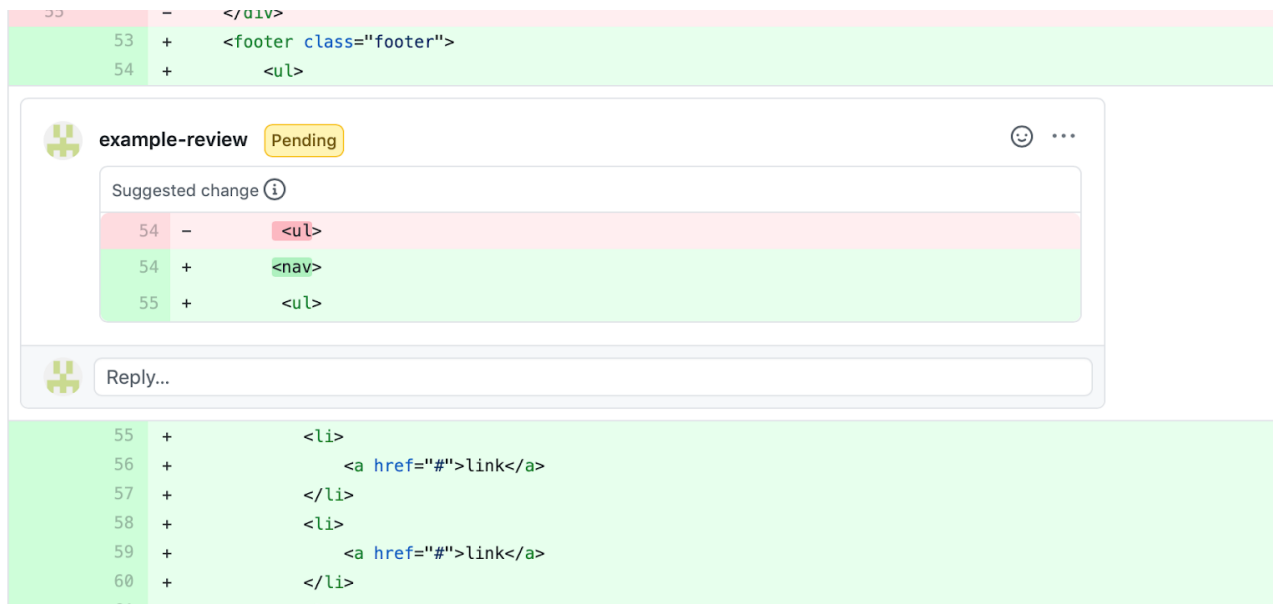 55 - </div>
53 + <footer class="footer">
54 + <ul>
example-review Pending
Suggested change
54 - <ul>
54 + <nav>
55 + <ul>
Reply...
55 + <li>
56 + <a href="#">link</a>
57 + </li>
58 + <li>
59 + <a href="#">link</a>
60 + </li>